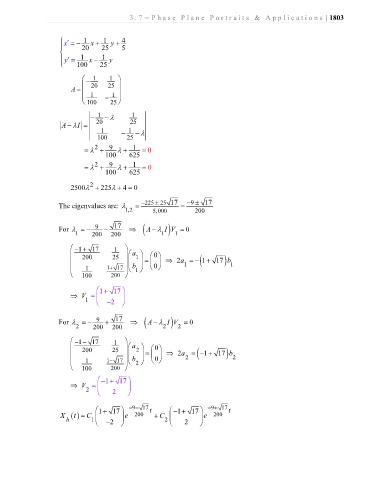 3.7 – Phase Plane Portraits & Applications | 1803
{ x′ = − 1/20 x + 1/25 y + 4/5
y′ = 1/100 x − 1/25 y
A = ( −1/20 1/25
1/100 −1/25 )
|A − λI| = | −1/20 − λ 1/25
1/100 −1/25 − λ |
= λ² + 9/100 λ + 1/625 = 0
= λ² + 9/100 λ + 1/625 = 0
2500λ² + 225λ + 4 = 0
The eigenvalues are: λ₁,₂ = −225 ± 25 √17 / 5,000 = −9 ± √17 / 200
For λ₁ = − 9/200 − √17/200 ⇒ (A − λ₁I)V₁ = 0
( −1+√17/200 1/25
1/100 1+√17/200 ) ( a₁
b₁ ) = ( 0
0 ) ⇒ 2a₁ = −(1 + √17)b₁
⇒ V₁ = ( 1 + √17
−2 )
For λ₂ = − 9/200 + √17/200 ⇒ (A − λ₂I)V₂ = 0
( −1−√17/200 1/25
1/100 1−√17/200 ) ( a₂
b₂ ) = ( 0
0 ) ⇒ 2a₂ = (−1 + √17)b₂
⇒ V₂ = ( −1 + √17
2 )
X_h(t) = C₁ ( 1 + √17
−2 ) e^(−9−√17/200 t) + C₂ ( −1 + √17
2 ) e^(−9+√17/200 t)